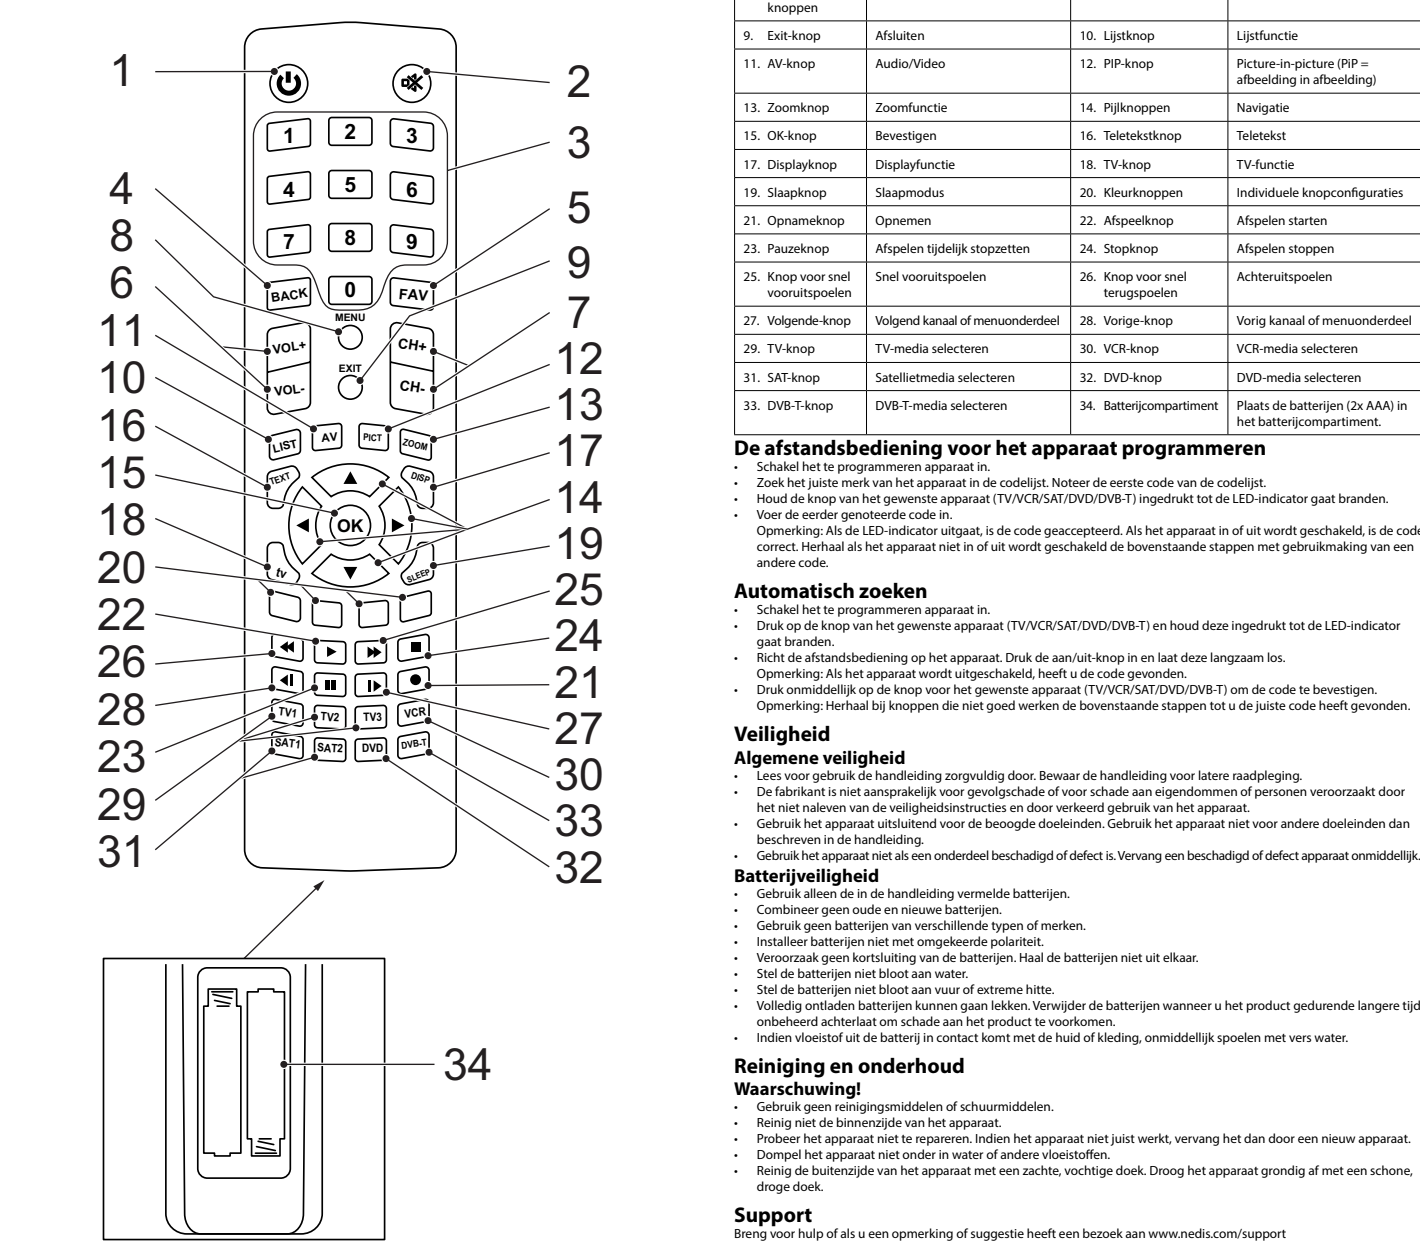 1
2
3
4
8
6
11
10
16
15
18
20
22
26
28
23
29
31
5
9
7
12
13
17
14
19
25
24
21
27
30
33
32
34
1 2 3
4 5 6
7 8 9
BACK 0 FAV
MENU
VOL+ CH+
EXIT
VOL- CH-
LIST AV PICT ZOOM
TEXT DISP
OK
tv SLEEP
TV1 TV2 TV3 VCR
SAT1 SAT2 DVD DVB-T
knoppen
9. Exit-knop Afsluiten 10. Lijstknop Lijstfunctie
11. AV-knop Audio/Video 12. PIP-knop Picture-in-picture (PiP =
afbeelding in afbeelding)
13. Zoomknop Zoomfunctie 14. Pijlknoppen Navigatie
15. OK-knop Bevestigen 16. Teletekstknop Teletekst
17. Displayknop Displayfunctie 18. TV-knop TV-functie
19. Slaapknop Slaapmodus 20. Kleurknoppen Individuele knopconfiguraties
21. Opnameknop Opnemen 22. Afspeelknop Afspelen starten
23. Pauzeknop Afspelen tijdelijk stopzetten 24. Stopknop Afspelen stoppen
25. Knop voor snel Snel vooruitspoelen 26. Knop voor snel Achteruitspoelen
vooruitspoelen terugspoelen
27. Volgende-knop Volgend kanaal of menuonderdeel 28. Vorige-knop Vorig kanaal of menuonderdeel
29. TV-knop TV-media selecteren 30. VCR-knop VCR-media selecteren
31. SAT-knop Satellietmedia selecteren 32. DVD-knop DVD-media selecteren
33. DVB-T-knop DVB-T-media selecteren 34. Batterijcompartiment Plaats de batterijen (2x AAA) in
het batterijcompartiment.
De afstandsbediening voor het apparaat programmeren
• Schakel het te programmeren apparaat in.
• Zoek het juiste merk van het apparaat in de codelijst. Noteer de eerste code van de codelijst.
• Houd de knop van het gewenste apparaat (TV/VCR/SAT/DVD/DVB-T) ingedrukt tot de LED-indicator gaat branden.
• Voer de eerder genoteerde code in.
Opmerking: Als de LED-indicator uitgaat, is de code geaccepteerd. Als het apparaat in of uit wordt geschakeld, is de code
correct. Herhaal als het apparaat niet in of uit wordt geschakeld de bovenstaande stappen met gebruikmaking van een
andere code.
Automatisch zoeken
• Schakel het te programmeren apparaat in.
• Druk op de knop van het gewenste apparaat (TV/VCR/SAT/DVD/DVB-T) en houd deze ingedrukt tot de LED-indicator
gaat branden.
• Richt de afstandsbediening op het apparaat. Druk de aan/uit-knop in en laat deze langzaam los.
Opmerking: Als het apparaat wordt uitgeschakeld, heeft u de code gevonden.
• Druk onmiddellijk op de knop voor het gewenste apparaat (TV/VCR/SAT/DVD/DVB-T) om de code te bevestigen.
Opmerking: Herhaal bij knoppen die niet goed werken de bovenstaande stappen tot u de juiste code heeft gevonden.
Veiligheid
Algemene veiligheid
• Lees voor gebruik de handleiding zorgvuldig door. Bewaar de handleiding voor latere raadpleging.
• De fabrikant is niet aansprakelijk voor gevolgschade of voor schade aan eigendommen of personen veroorzaakt door
het niet naleven van de veiligheidsinstructies en door verkeerd gebruik van het apparaat.
• Gebruik het apparaat uitsluitend voor de beoogde doeleinden. Gebruik het apparaat niet voor andere doeleinden dan
beschreven in de handleiding.
• Gebruik het apparaat niet als een onderdeel beschadigd of defect is. Vervang een beschadigd of defect apparaat onmiddellijk.
Batterijveiligheid
• Gebruik alleen de in de handleiding vermelde batterijen.
• Combineer geen oude en nieuwe batterijen.
• Gebruik geen batterijen van verschillende typen of merken.
• Installeer batterijen niet met omgekeerde polariteit.
• Veroorzaak geen kortsluiting van de batterijen. Haal de batterijen niet uit elkaar.
• Stel de batterijen niet bloot aan water.
• Stel de batterijen niet bloot aan vuur of extreme hitte.
• Volledig ontladen batterijen kunnen gaan lekken. Verwijder de batterijen wanneer u het product gedurende langere tijd
onbeheerd achterlaat om schade aan het product te voorkomen.
• Indien vloeistof uit de batterij in contact komt met de huid of kleding, onmiddellijk spoelen met vers water.
Reiniging en onderhoud
Waarschuwing!
• Gebruik geen reinigingsmiddelen of schuurmiddelen.
• Reinig niet de binnenzijde van het apparaat.
• Probeer het apparaat niet te repareren. Indien het apparaat niet juist werkt, vervang het dan door een nieuw apparaat.
• Dompel het apparaat niet onder in water of andere vloeistoffen.
• Reinig de buitenzijde van het apparaat met een zachte, vochtige doek. Droog het apparaat grondig af met een schone,
droge doek.
Support
Breng voor hulp of als u een opmerking of suggestie heeft een bezoek aan www.nedis.com/support